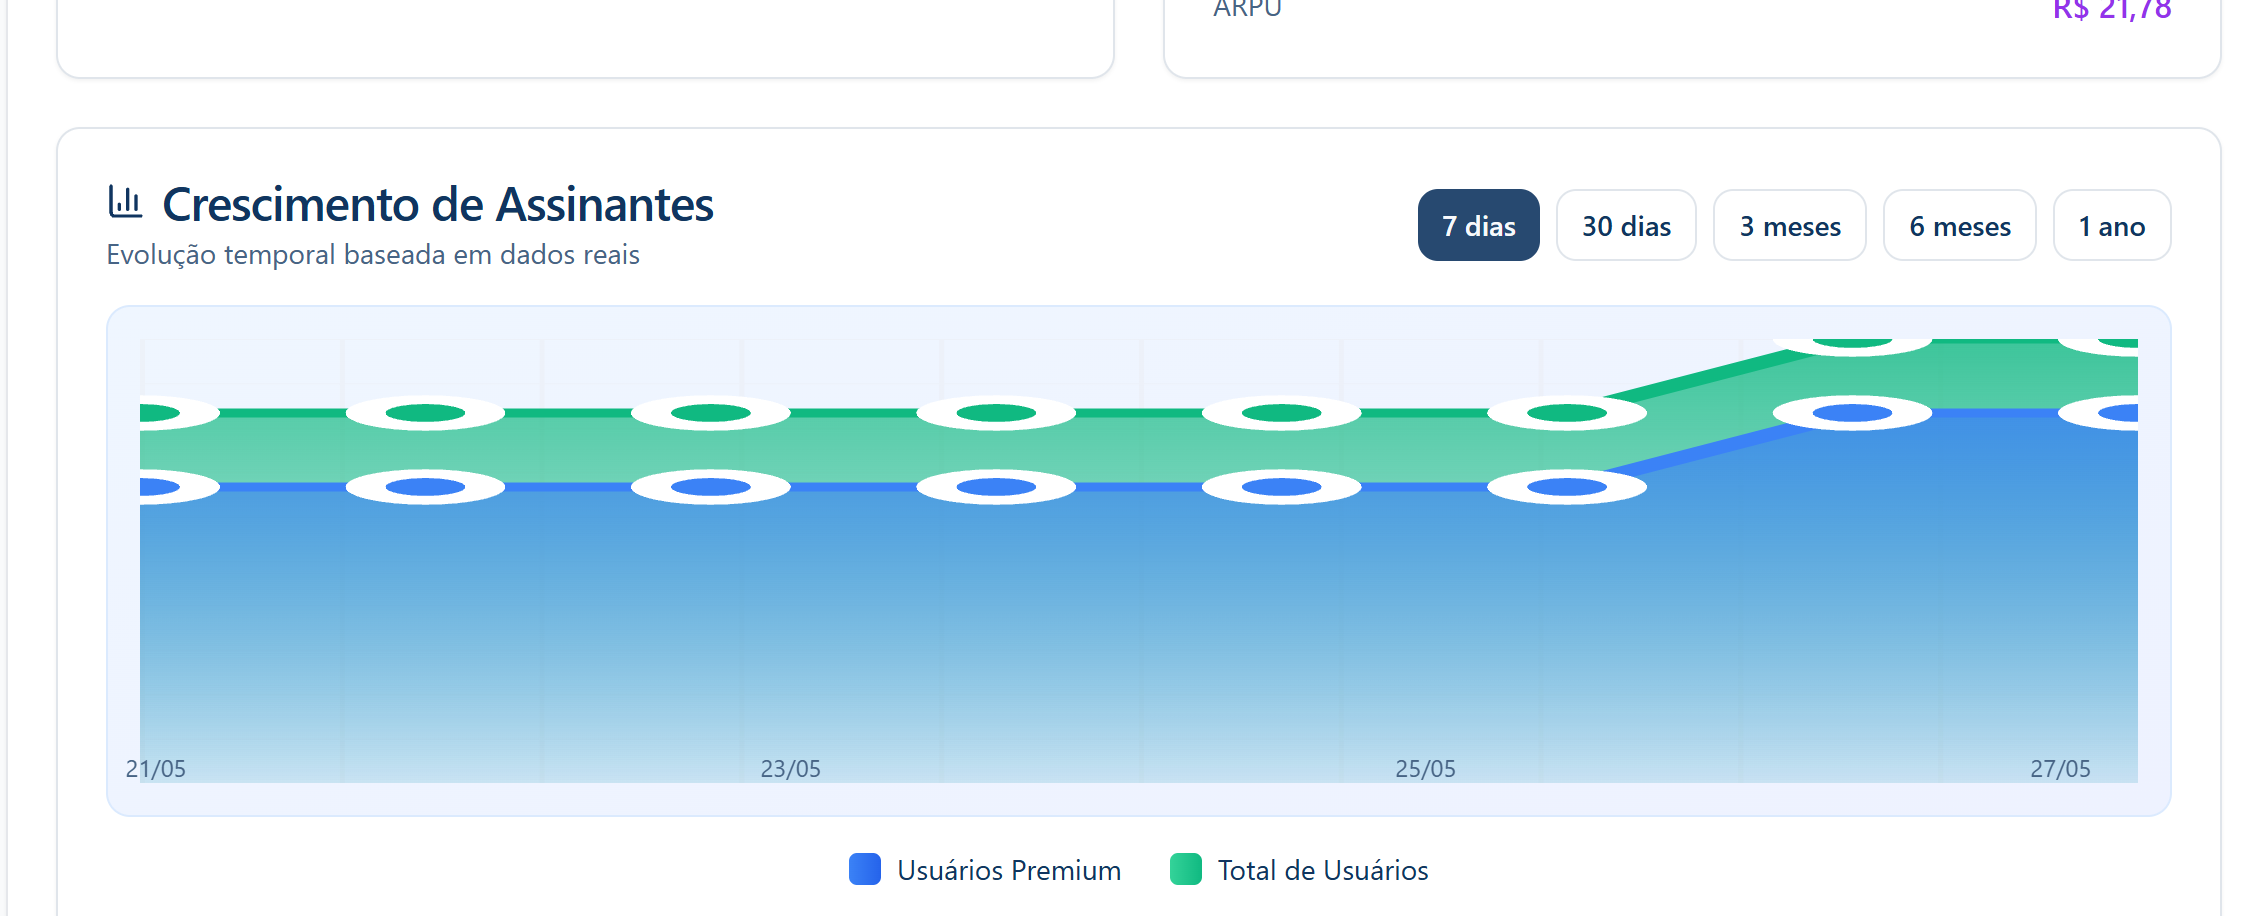 ARPU
R$ 21,78
Crescimento de Assinantes
Evolução temporal baseada em dados reais
7 dias
30 dias
3 meses
6 meses
1 ano
21/05
23/05
25/05
27/05
Usuários Premium
Total de Usuários